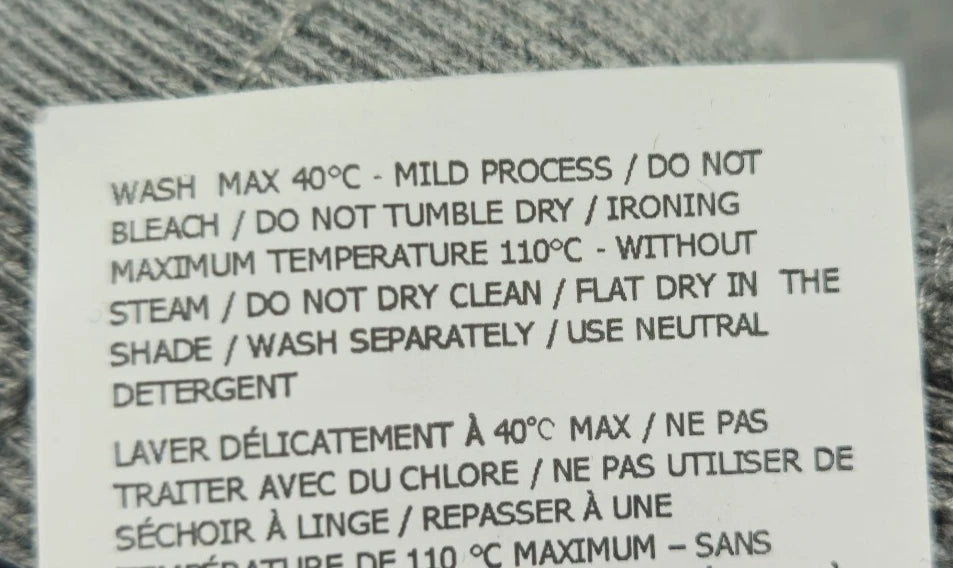 WASH MAX 40°C - MILD PROCESS / DO NOT
BLEACH / DO NOT TUMBLE DRY / IRONING
MAXIMUM TEMPERATURE 110°C - WITHOUT
STEAM / DO NOT DRY CLEAN / FLAT DRY IN THE
SHADE / WASH SEPARATELY / USE NEUTRAL
DETERGENT
LAVER DÉLICATEMENT À 40°C MAX / NE PAS
TRAITER AVEC DU CHLORE / NE PAS UTILISER DE
SÉCHOIR À LINGE / REPASSER À UNE
TEMPÉRATURE DE 110 °C MAXIMUM – SANS